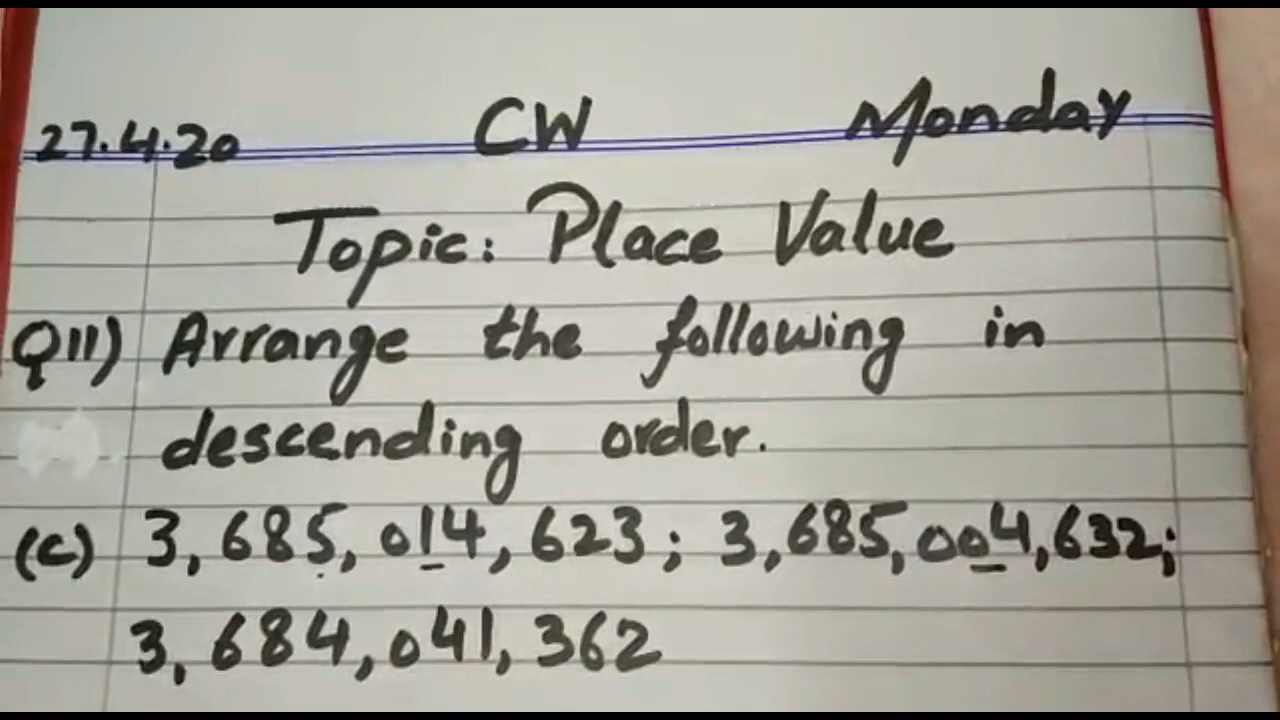 27.4.20 CW Monday
Topic: Place Value
Q11) Arrange the following in
descending order.
(c) 3,685,014,623; 3,685,004,632;
3,684,041,362